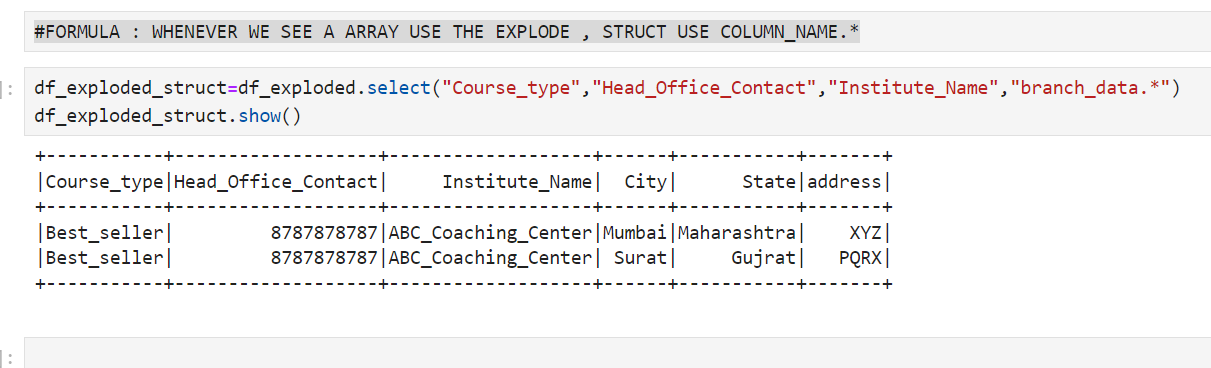 #FORMULA : WHENEVER WE SEE A ARRAY USE THE EXPLODE , STRUCT USE COLUMN_NAME.*
]: df_exploded_struct=df_exploded.select("Course_type","Head_Office_Contact","Institute_Name","branch_data.*")
df_exploded_struct.show()
+-----------+-------------------+-------------------+------+-----------+-------+
|Course_type|Head_Office_Contact|     Institute_Name|  City|      State|address|
+-----------+-------------------+-------------------+------+-----------+-------+
|Best_seller|         8787878787|ABC_Coaching_Center|Mumbai|Maharashtra|    XYZ|
|Best_seller|         8787878787|ABC_Coaching_Center| Surat|     Gujrat|   PQRX|
+-----------+-------------------+-------------------+------+-----------+-------+
]: